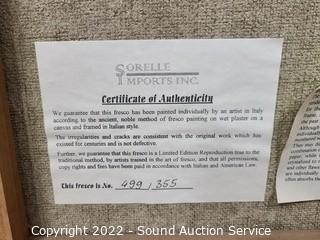 SORELLE
IMPORTS INC.
Certificate of Authenticity
We guarantee that this fresco has been painted individually by an artist in Italy
according to the ancient, noble method of fresco painting on wet plaster on
a canvas and framed in Italian style.
The irregularities and cracks are consistent with the original work which has
existed for centuries and is not defective.
Further, we guarantee that this fresco is a Limited Edition Reproduction true to the
traditional method, by artists trained in the art of fresco, and that all permissions,
copy rights and fees have been paid in accordance with Italian and American Law.
This fresco is No. 499 / 355
Copyright 2022 - Sound Auction Service